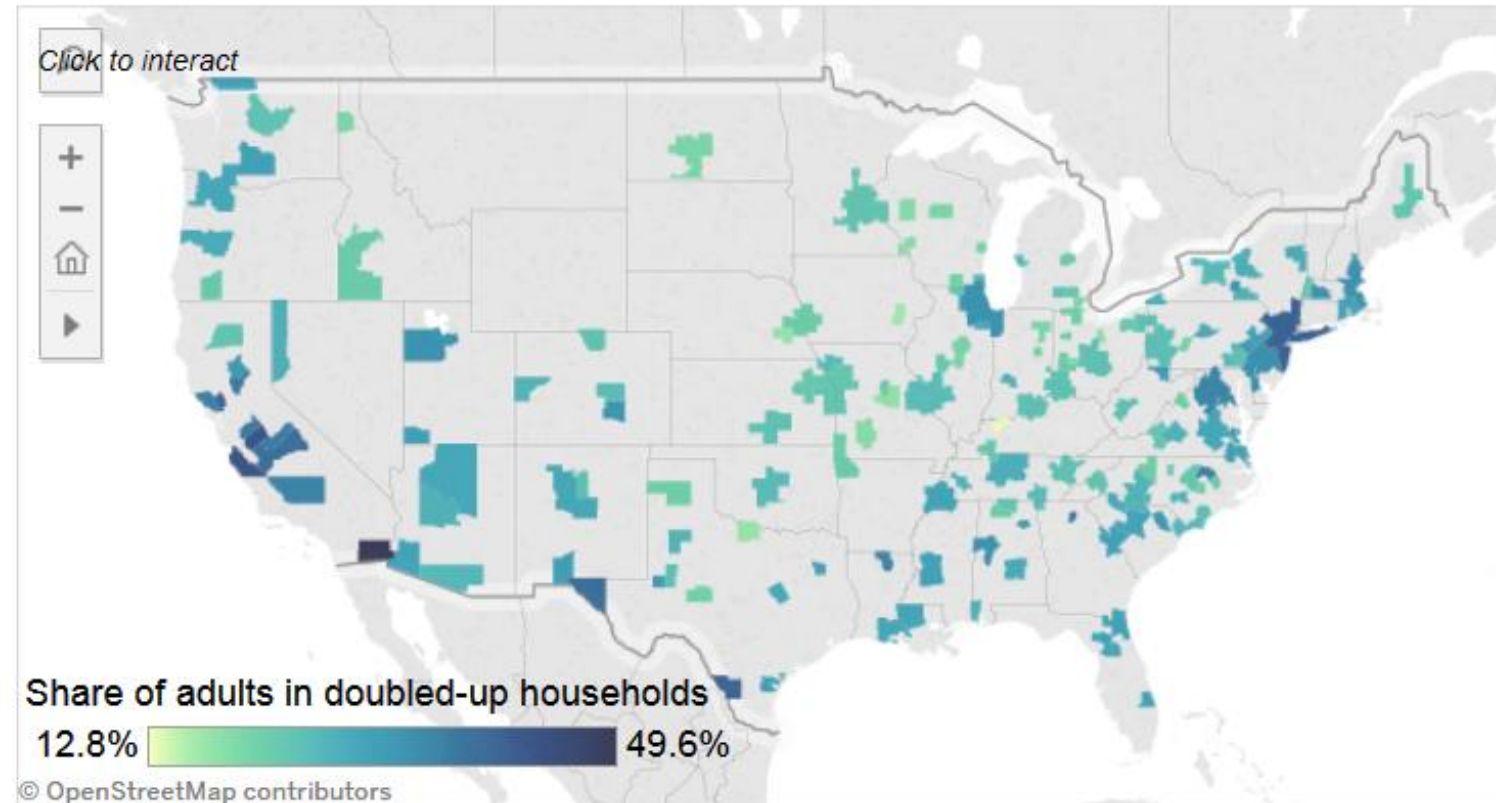 Click to interact
+
−
Share of adults in doubled-up households
12.8% 49.6%
© OpenStreetMap contributors